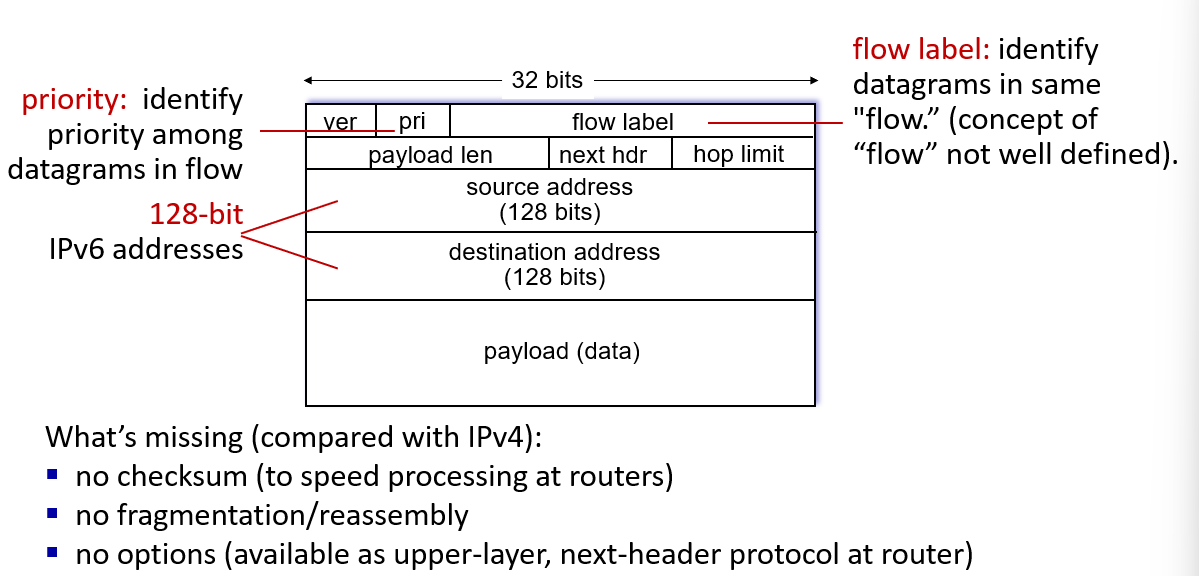 32 bits
priority: identify
priority among
datagrams in flow
128-bit
IPv6 addresses
ver pri flow label
payload len next hdr hop limit
source address
(128 bits)
destination address
(128 bits)
payload (data)
flow label: identify
datagrams in same
"flow.” (concept of
“flow” not well defined).
What’s missing (compared with IPv4):
▪ no checksum (to speed processing at routers)
▪ no fragmentation/reassembly
▪ no options (available as upper-layer, next-header protocol at router)